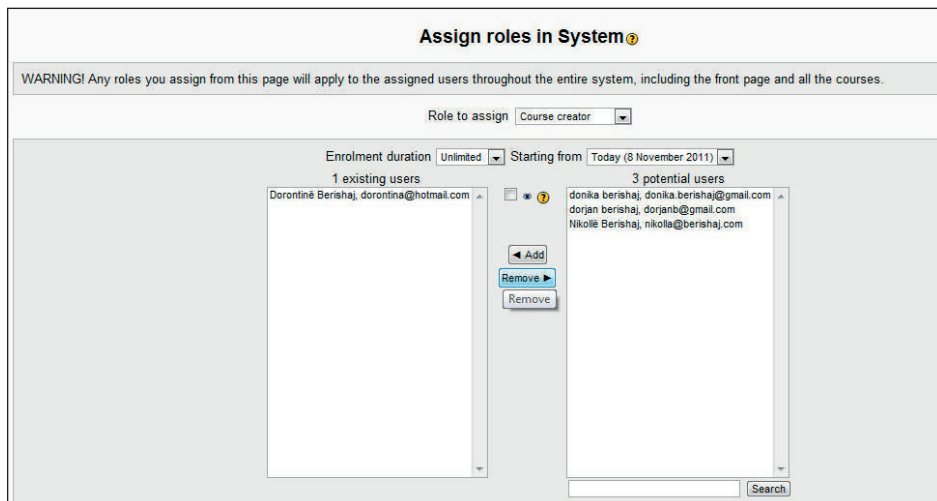 Assign roles in System
WARNING! Any roles you assign from this page will apply to the assigned users throughout the entire system, including the front page and all the courses.
Role to assign Course creator
Enrolment duration Unlimited Starting from Today (8 November 2011)
1 existing users
Dorontinë Berishaj, dorontina@hotmail.com
◄ Add
Remove ►
Remove
3 potential users
donika berishaj, donika.berishaj@gmail.com
dorjan berishaj, dorjanb@gmail.com
Nikollë Berishaj, nikolla@berishaj.com
Search